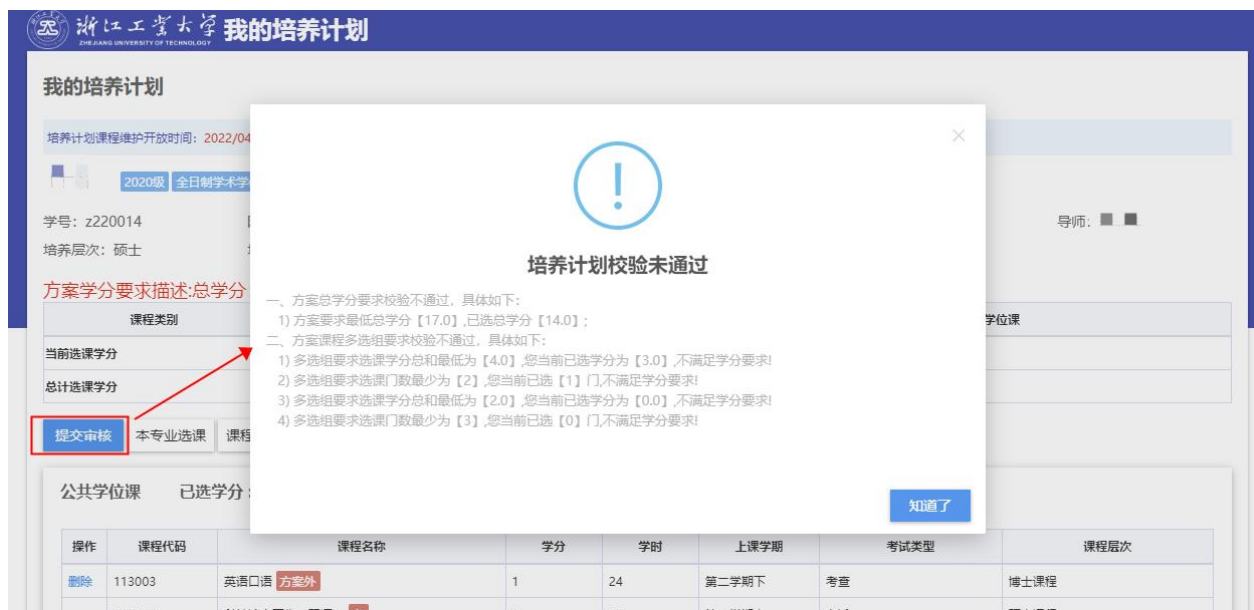 浙江工业大学 我的培养计划
ZHEJIANG UNIVERSITY OF TECHNOLOGY
我的培养计划
培养计划课程维护开放时间：2022/04
2020级 全日制学术学
学号：z220014
导师：
培养层次：硕士
方案学分要求描述:总学分
课程类别
学位课
当前选课学分
总计选课学分
提交审核 本专业选课 课程
培养计划校验未通过
一、方案总学分要求校验不通过，具体如下：
1) 方案要求最低总学分【17.0】,已选总学分【14.0】;
二、方案课程多选组要求校验不通过，具体如下：
1) 多选组要求选课学分总和最低为【4.0】,您当前已选学分为【3.0】,不满足学分要求!
2) 多选组要求选课门数最少为【2】,您当前已选【1】门,不满足学分要求!
3) 多选组要求选课学分总和最低为【2.0】,您当前已选学分为【0.0】,不满足学分要求!
4) 多选组要求选课门数最少为【3】,您当前已选【0】门,不满足学分要求!
知道了
公共学位课 已选学分：
操作 课程代码 课程名称 学分 学时 上课学期 考试类型 课程层次
删除 113003 英语口语 方案外 1 24 第二学期下 考查 博士课程